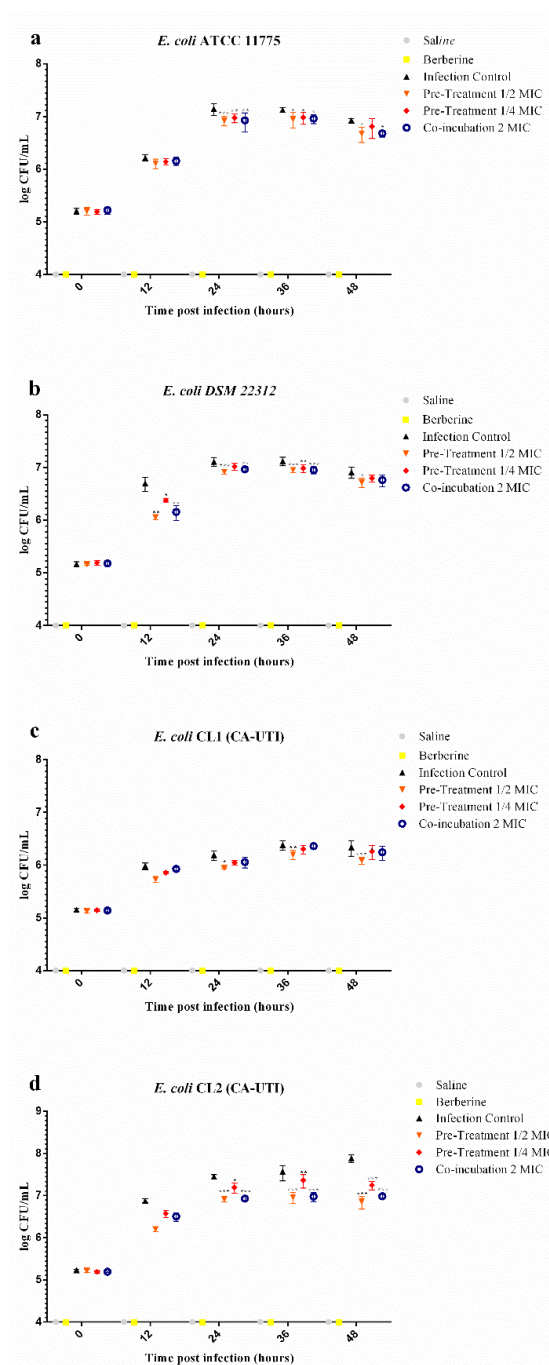 a
E. coli ATCC 11775
Saline
Berberine
Infection Control
Pre-Treatment 1/2 MIC
Pre-Treatment 1/4 MIC
Co-incubation 2 MIC
log CFU/mL
8
7
6
5
4
0
12
24
36
48
Time post infection (hours)
b
E. coli DSM 22312
Saline
Berberine
Infection Control
Pre-Treatment 1/2 MIC
Pre-Treatment 1/4 MIC
Co-incubation 2 MIC
log CFU/mL
8
7
6
5
4
0
12
24
36
48
Time post infection (hours)
c
E. coli CL1 (CA-UTI)
Saline
Berberine
Infection Control
Pre-Treatment 1/2 MIC
Pre-Treatment 1/4 MIC
Co-incubation 2 MIC
log CFU/mL
8
7
6
5
4
0
12
24
36
48
Time post infection (hours)
d
E. coli CL2 (CA-UTI)
Saline
Berberine
Infection Control
Pre-Treatment 1/2 MI
Pre-Treatment 1/4 MIC
Co-incubation 2 MIC
log CFU/mL
9
8
7
6
5
4
0
12
24
36
48
Time post infection (hours)